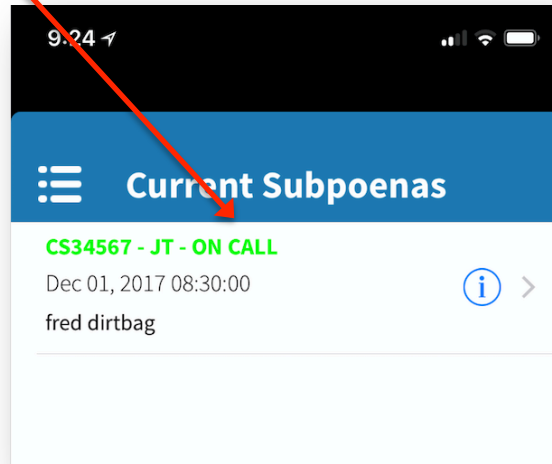 9:24
Current Subpoenas
CS34567 - JT - ON CALL
Dec 01, 2017 08:30:00
i
fred dirtbag